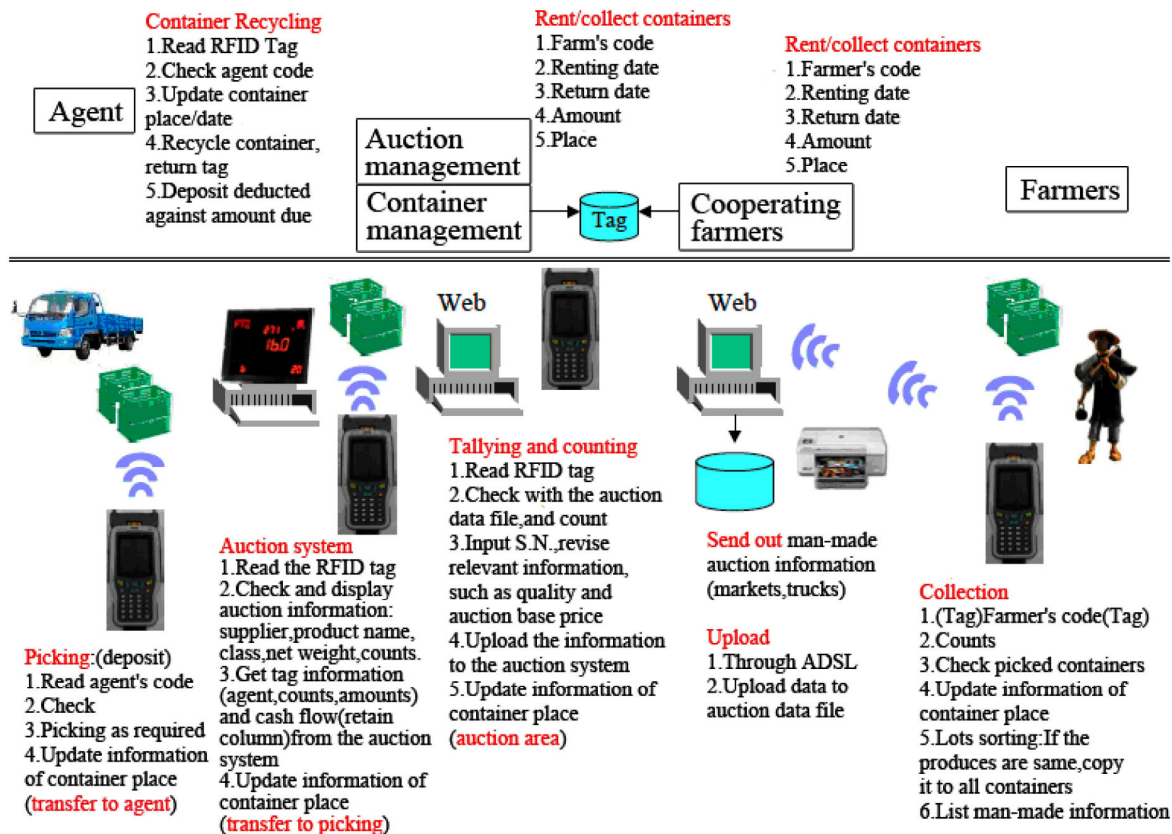 Container Recycling
1.Read RFID Tag
2.Check agent code
3.Update container
place/date
4.Recycle container,
return tag
5.Deposit deducted
against amount due
Rent/collect containers
1.Farm's code
2.Renting date
3.Return date
4.Amount
5.Place
Rent/collect containers
1.Farmer's code
2.Renting date
3.Return date
4.Amount
5.Place
Agent
Auction
management
Container
management
Tag
Cooperating
farmers
Farmers
Web
Web
16.0
20
Picking:(deposit)
1.Read agent's code
2.Check
3.Picking as required
4.Update information
of container place
(transfer to agent)
Auction system
1.Read the RFID tag
2.Check and display
auction information:
supplier,product name,
class,net weight,counts.
3.Get tag information
(agent,counts,amounts)
and cash flow(retain
column)from the auction
system
4.Update information of
container place
(transfer to picking)
Tallying and counting
1.Read RFID tag
2.Check with the auction
data file,and count
3.Input S.N.,revise
relevant information,
such as quality and
auction base price
4.Upload the information
to the auction system
5.Update information of
container place
(auction area)
Send out man-made
auction information
(markets,trucks)
Upload
1.Through ADSL
2.Upload data to
auction data file
Collection
1.(Tag)Farmer's code(Tag)
2.Counts
3.Check picked containers
4.Update information of
container place
5.Lots sorting:If the
produces are same,copy
it to all containers
6.List man-made information